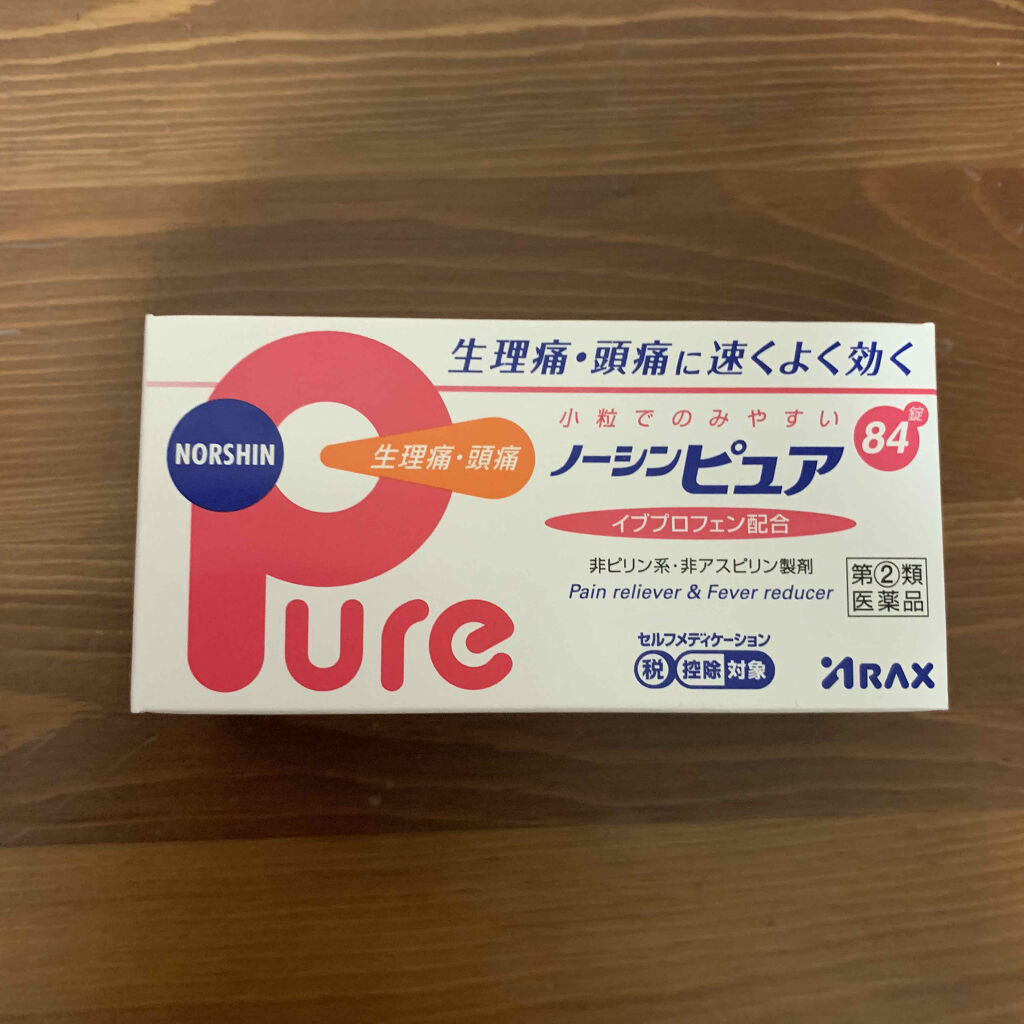 生理痛・頭痛に速くよく効く
小粒でのみやすい
84錠
NORSHIN
生理痛・頭痛
ノーシンピュア
イブプロフェン配合
非ピリン系・非アスピリン製剤
Pain reliever & Fever reducer
第②類
医薬品
Pure
セルフメディケーション
税 控除 対象
ARAX